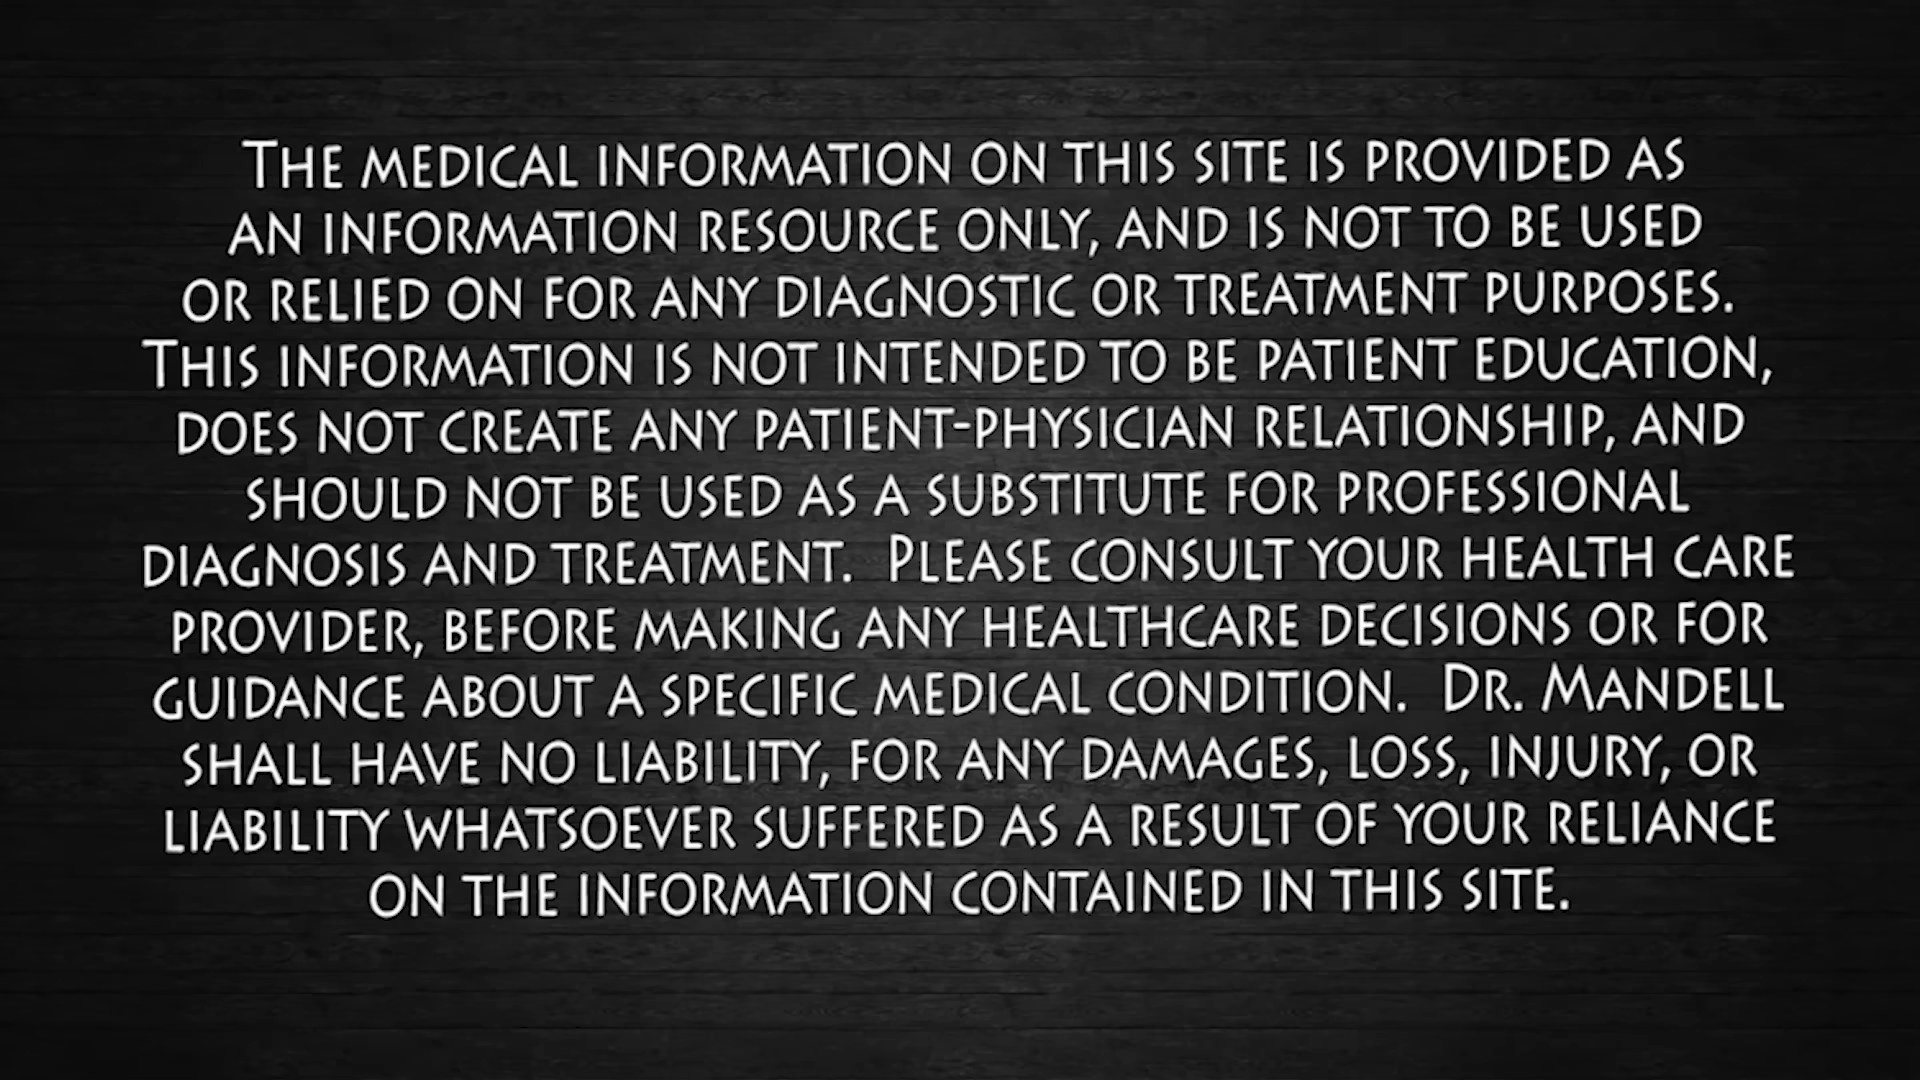 The medical information on this site is provided as
an information resource only, and is not to be used
or relied on for any diagnostic or treatment purposes.
This information is not intended to be patient education,
does not create any patient-physician relationship, and
should not be used as a substitute for professional
diagnosis and treatment.  Please consult your health care
provider, before making any healthcare decisions or for
guidance about a specific medical condition.  Dr. Mandell
shall have no liability, for any damages, loss, injury, or
liability whatsoever suffered as a result of your reliance
on the information contained in this site.